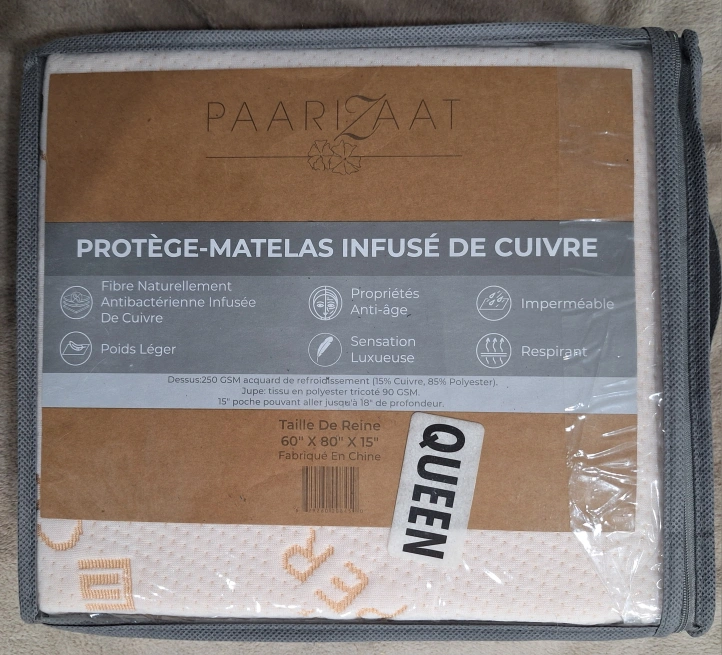 PAARIZAAT
PROTÈGE-MATELAS INFUSÉ DE CUIVRE
Fibre Naturellement
Antibactérienne Infusée
De Cuivre
Propriétés
Anti-âge
Imperméable
Poids Léger
Sensation
Luxueuse
Respirant
Dessus:250 GSM acquard de refroidissement (15% Cuivre, 85% Polyester).
Jupe: tissu en polyester tricoté 90 GSM.
15" poche pouvant aller jusqu'à 18" de profondeur.
Taille De Reine
60" X 80" X 15"
Fabriqué En Chine
QUEEN
ER